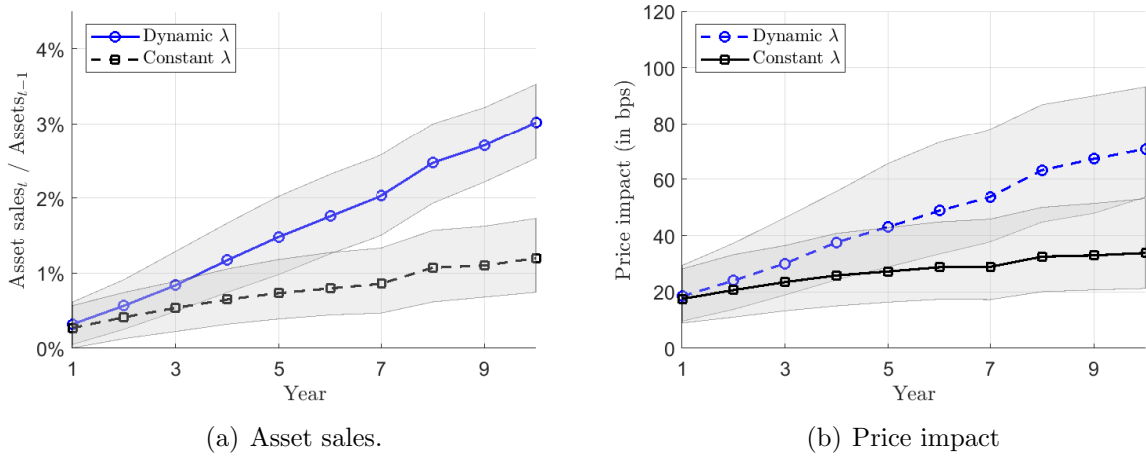 4%
3%
2%
1%
0%
Asset sales_t / Assets_{t−1}
Dynamic λ
Constant λ
1 3 5 7 9
Year
(a) Asset sales.
120
100
80
60
40
20
0
Price impact (in bps)
Dynamic λ
Constant λ
1 3 5 7 9
Year
(b) Price impact